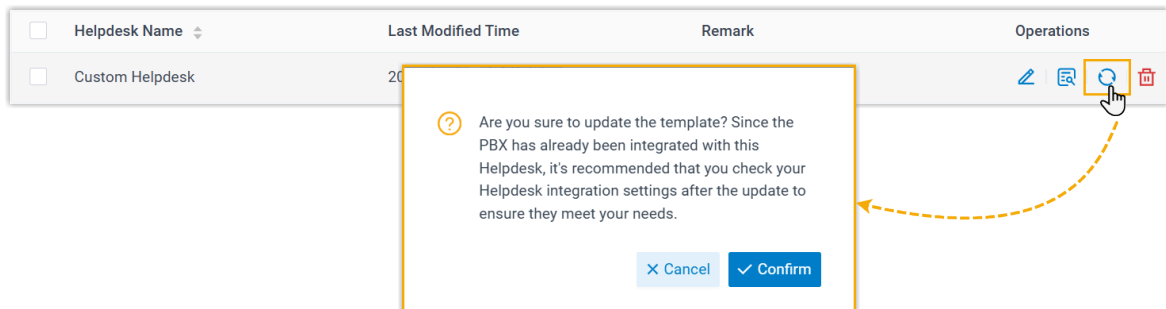 Helpdesk Name Last Modified Time Remark Operations
Custom Helpdesk 20
Are you sure to update the template? Since the
PBX has already been integrated with this
Helpdesk, it's recommended that you check your
Helpdesk integration settings after the update to
ensure they meet your needs.
Cancel Confirm